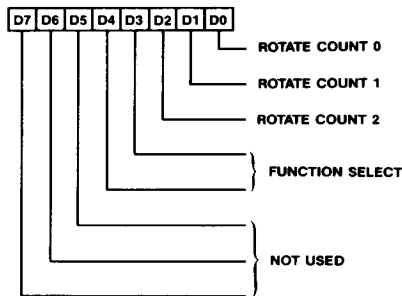 D7 D6 D5 D4 D3 D2 D1 D0
ROTATE COUNT 0
ROTATE COUNT 1
ROTATE COUNT 2
FUNCTION SELECT
NOT USED